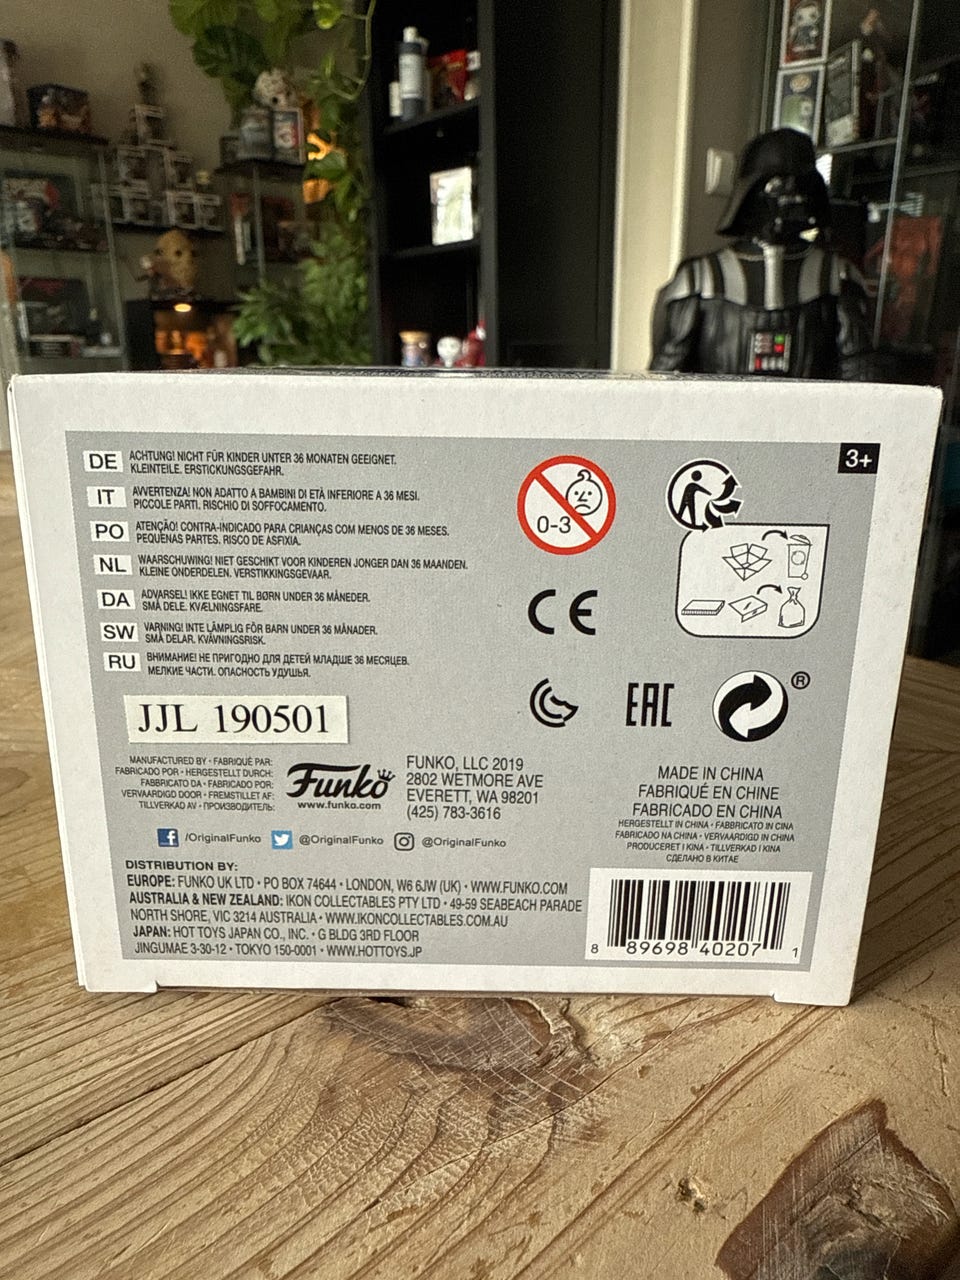 DE ACHTUNG! NICHT FÜR KINDER UNTER 36 MONATEN GEEIGNET.
KLEINTEILE. ERSTICKUNGSGEFAHR.
IT AVVERTENZA! NON ADATTO A BAMBINI DI ETÀ INFERIORE A 36 MESI.
PICCOLE PARTI. RISCHIO DI SOFFOCAMENTO.
PO ATENÇÃO! CONTRA-INDICADO PARA CRIANÇAS COM MENOS DE 36 MESES.
PEQUENAS PARTES. RISCO DE ASFIXIA.
NL WAARSCHUWING! NIET GESCHIKT VOOR KINDEREN JONGER DAN 36 MAANDEN.
KLEINE ONDERDELEN. VERSTIKKINGSGEVAAR.
DA ADVARSEL! IKKE EGNET TIL BØRN UNDER 36 MÅNEDER.
SMÅ DELE. KVÆLNINGSFARE.
SW VARNING! INTE LÄMPLIG FÖR BARN UNDER 36 MÅNADER.
SMÅ DELAR. KVÄVNINGSRISK.
RU ВНИМАНИЕ! НЕ ПРИГОДНО ДЛЯ ДЕТЕЙ МЛАДШЕ 36 МЕСЯЦЕВ.
МЕЛКИЕ ЧАСТИ. ОПАСНОСТЬ УДУШЬЯ.
0-3
3+
CE
EAC
®
JJL 190501
MANUFACTURED BY • FABRIQUÉ PAR:
FABRICADO POR • HERGESTELLT DURCH:
FABBRICATO DA • FABRICADO POR:
VERVAARDIGD DOOR • FREMSTILLET AF:
TILLVERKAD AV • ПРОИЗВОДИТЕЛЬ:
Funko
www.funko.com
FUNKO, LLC 2019
2802 WETMORE AVE
EVERETT, WA 98201
(425) 783-3616
MADE IN CHINA
FABRIQUÉ EN CHINE
FABRICADO EN CHINA
HERGESTELLT IN CHINA • FABBRICATO IN CINA
FABRICADO NA CHINA • VERVAARDIGD IN CHINA
PRODUCERET I KINA • TILLVERKAD I KINA
СДЕЛАНО В КИТАЕ
f /OriginalFunko @OriginalFunko @OriginalFunko
DISTRIBUTION BY:
EUROPE: FUNKO UK LTD • PO BOX 74644 • LONDON, W6 6JW (UK) • WWW.FUNKO.COM
AUSTRALIA & NEW ZEALAND: IKON COLLECTABLES PTY LTD • 49-59 SEABEACH PARADE
NORTH SHORE, VIC 3214 AUSTRALIA • WWW.IKONCOLLECTABLES.COM.AU
JAPAN: HOT TOYS JAPAN CO., INC. • G BLDG 3RD FLOOR
JINGUMAE 3-30-12 • TOKYO 150-0001 • WWW.HOTTOYS.JP
8 89698 40207 1